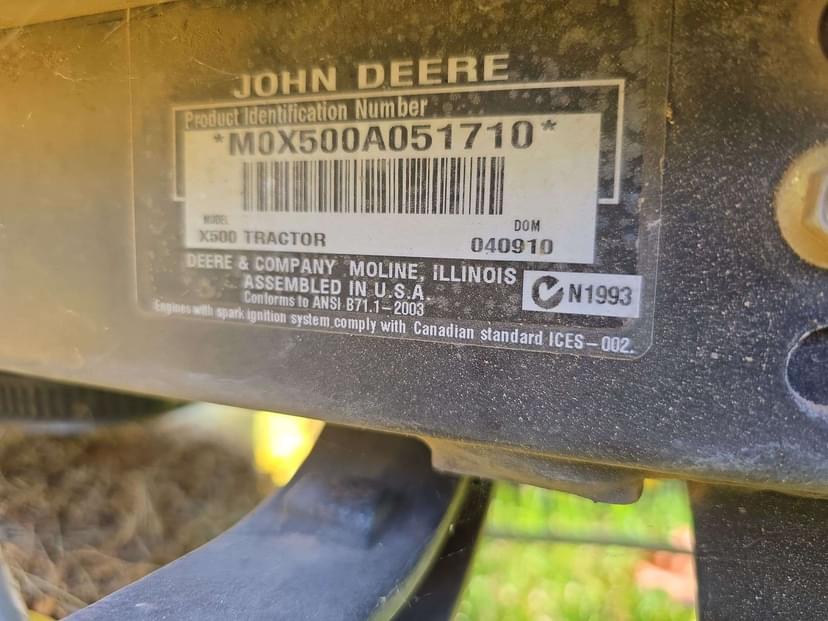 JOHN DEERE
Product Identification Number
*M0X500A051710*
MODEL DOM
X500 TRACTOR 040910
DEERE & COMPANY MOLINE, ILLINOIS
ASSEMBLED IN U.S.A.
Conforms to ANSI B71.1-2003
N1993
Engines with spark ignition system comply with Canadian standard ICES-002.